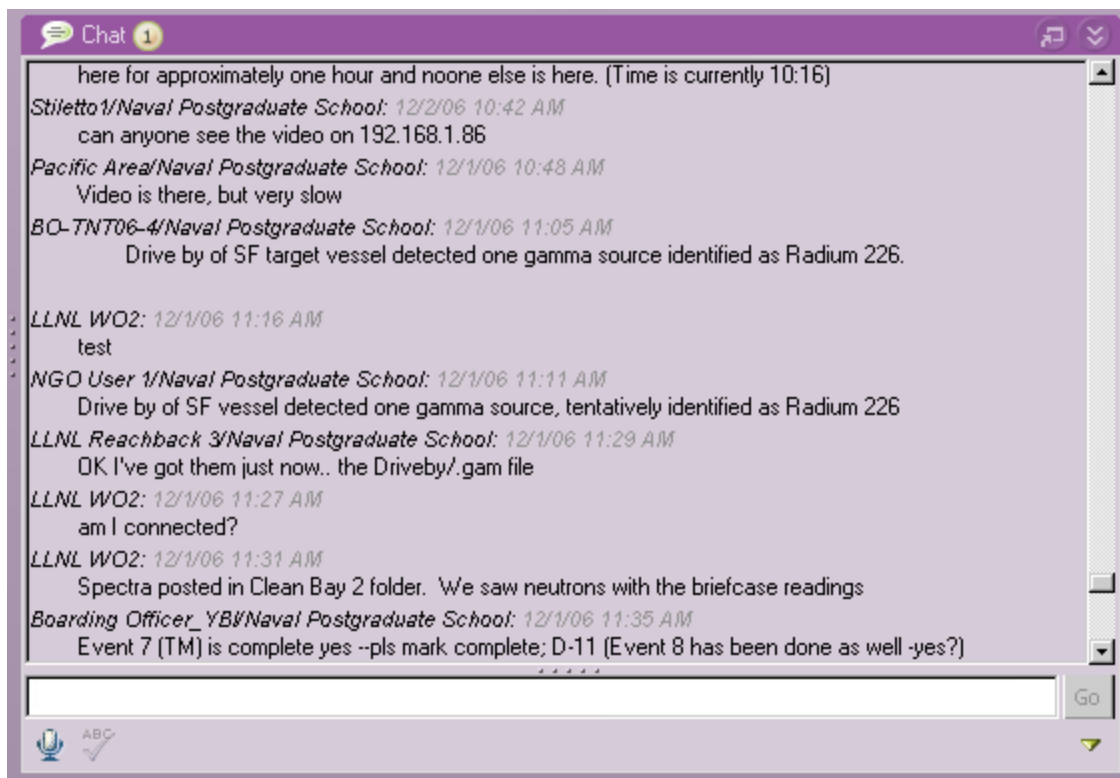 Chat 1
here for approximately one hour and noone else is here. (Time is currently 10:16)
Stiletto1/Naval Postgraduate School: 12/2/06 10:42 AM
can anyone see the video on 192.168.1.86
Pacific Area/Naval Postgraduate School: 12/1/06 10:48 AM
Video is there, but very slow
BO-TNT06-4/Naval Postgraduate School: 12/1/06 11:05 AM
Drive by of SF target vessel detected one gamma source identified as Radium 226.
LLNL WO2: 12/1/06 11:16 AM
test
NGO User 1/Naval Postgraduate School: 12/1/06 11:11 AM
Drive by of SF vessel detected one gamma source, tentatively identified as Radium 226
LLNL Reachback 3/Naval Postgraduate School: 12/1/06 11:29 AM
OK I've got them just now.. the Driveby/.gam file
LLNL WO2: 12/1/06 11:27 AM
am I connected?
LLNL WO2: 12/1/06 11:31 AM
Spectra posted in Clean Bay 2 folder.  We saw neutrons with the briefcase readings
Boarding Officer_YBI/Naval Postgraduate School: 12/1/06 11:35 AM
Event 7 (TM) is complete yes --pls mark complete; D-11 (Event 8 has been done as well -yes?)
Go
ABC